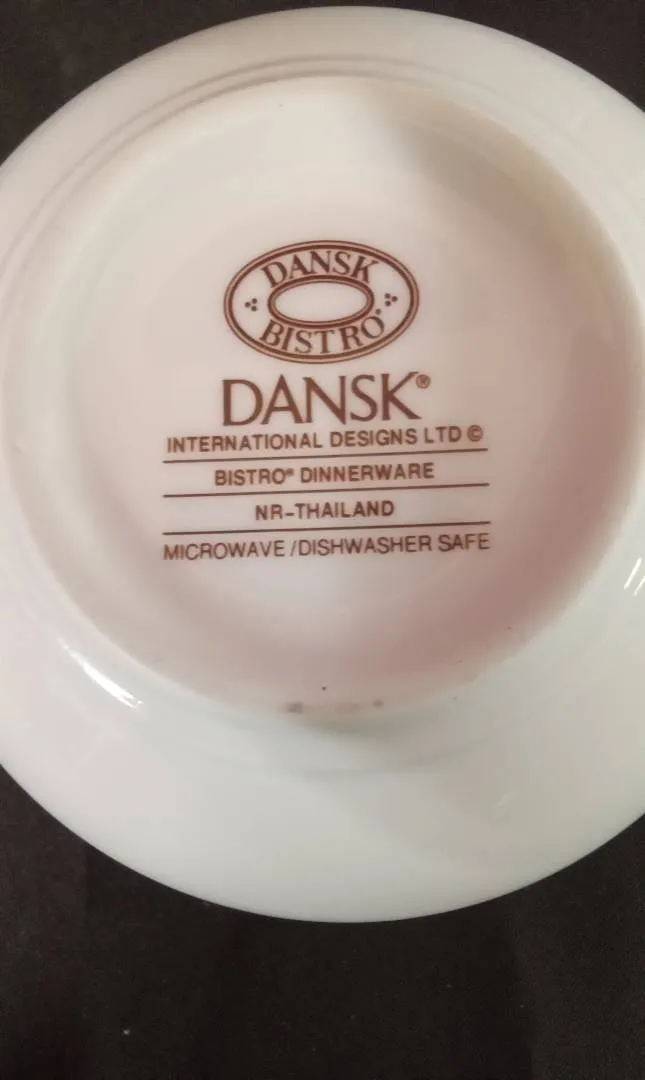 DANSK
BISTRO®
DANSK®
INTERNATIONAL DESIGNS LTD ©
BISTRO® DINNERWARE
NR-THAILAND
MICROWAVE/DISHWASHER SAFE